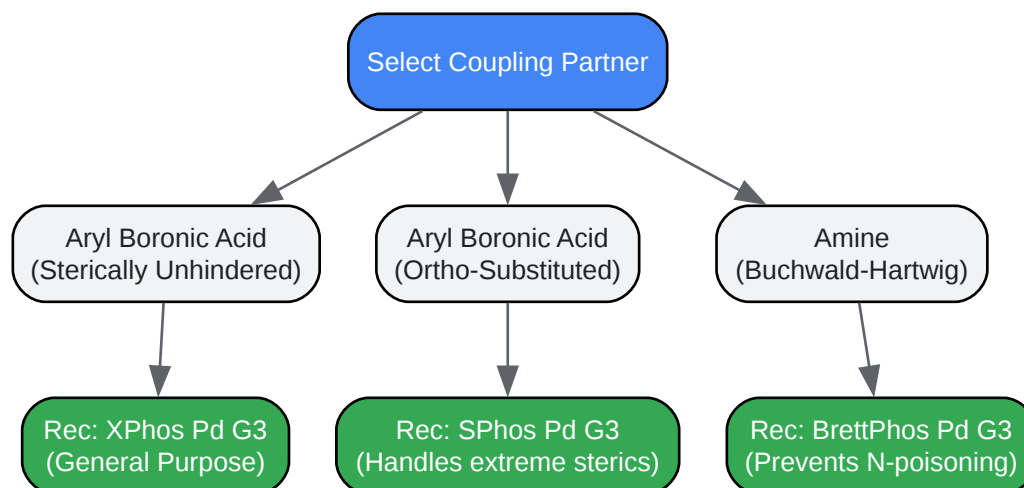 Select Coupling Partner
Aryl Boronic Acid
(Sterically Unhindered)
Aryl Boronic Acid
(Ortho-Substituted)
Amine
(Buchwald-Hartwig)
Rec: XPhos Pd G3
(General Purpose)
Rec: SPhos Pd G3
(Handles extreme sterics)
Rec: BrettPhos Pd G3
(Prevents N-poisoning)